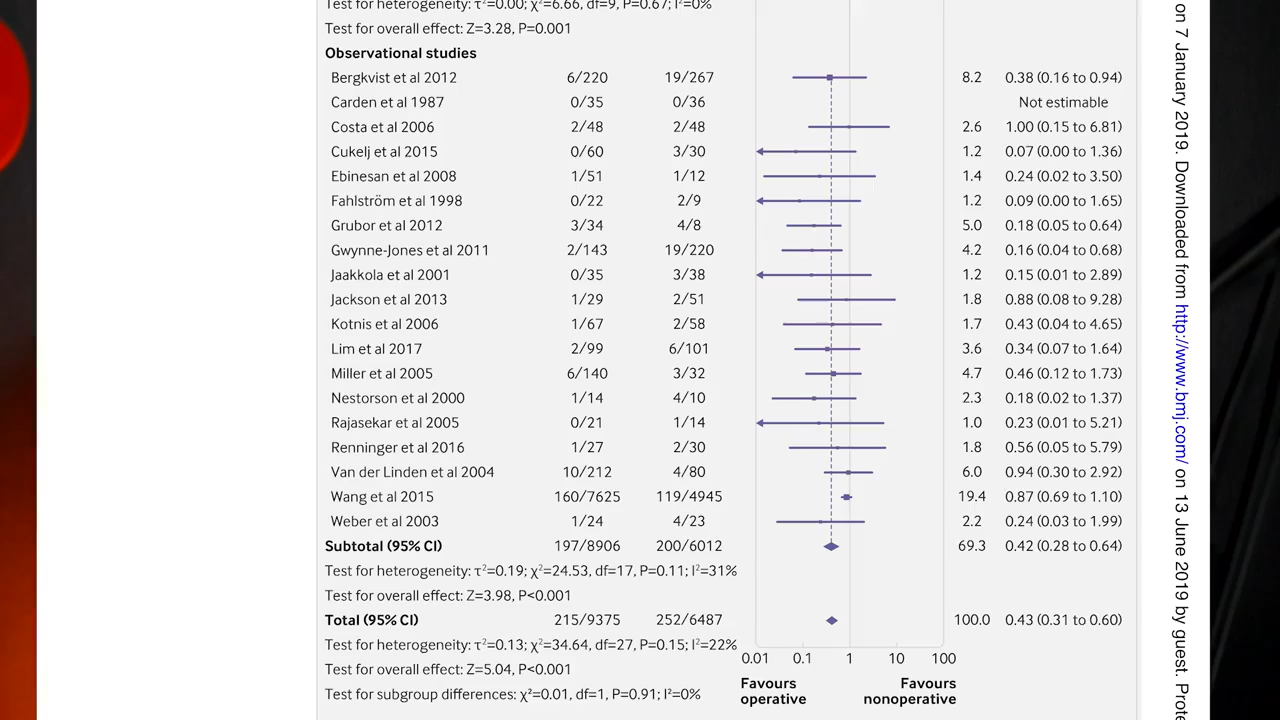 Test for heterogeneity: τ²=0.00; χ²=6.66, df=9, P=0.67; I²=0%
Test for overall effect: Z=3.28, P=0.001
Observational studies
Bergkvist et al 2012 6/220 19/267 8.2 0.38 (0.16 to 0.94)
Carden et al 1987 0/35 0/36 Not estimable
Costa et al 2006 2/48 2/48 2.6 1.00 (0.15 to 6.81)
Cukelj et al 2015 0/60 3/30 1.2 0.07 (0.00 to 1.36)
Ebinesan et al 2008 1/51 1/12 1.4 0.24 (0.02 to 3.50)
Fahlström et al 1998 0/22 2/9 1.2 0.09 (0.00 to 1.65)
Grubor et al 2012 3/34 4/8 5.0 0.18 (0.05 to 0.64)
Gwynne-Jones et al 2011 2/143 19/220 4.2 0.16 (0.04 to 0.68)
Jaakkola et al 2001 0/35 3/38 1.2 0.15 (0.01 to 2.89)
Jackson et al 2013 1/29 2/51 1.8 0.88 (0.08 to 9.28)
Kotnis et al 2006 1/67 2/58 1.7 0.43 (0.04 to 4.65)
Lim et al 2017 2/99 6/101 3.6 0.34 (0.07 to 1.64)
Miller et al 2005 6/140 3/32 4.7 0.46 (0.12 to 1.73)
Nestorson et al 2000 1/14 4/10 2.3 0.18 (0.02 to 1.37)
Rajasekar et al 2005 0/21 1/14 1.0 0.23 (0.01 to 5.21)
Renninger et al 2016 1/27 2/30 1.8 0.56 (0.05 to 5.79)
Van der Linden et al 2004 10/212 4/80 6.0 0.94 (0.30 to 2.92)
Wang et al 2015 160/7625 119/4945 19.4 0.87 (0.69 to 1.10)
Weber et al 2003 1/24 4/23 2.2 0.24 (0.03 to 1.99)
Subtotal (95% CI) 197/8906 200/6012 69.3 0.42 (0.28 to 0.64)
Test for heterogeneity: τ²=0.19; χ²=24.53, df=17, P=0.11; I²=31%
Test for overall effect: Z=3.98, P<0.001
Total (95% CI) 215/9375 252/6487 100.0 0.43 (0.31 to 0.60)
Test for heterogeneity: τ²=0.13; χ²=34.64, df=27, P=0.15; I²=22%
Test for overall effect: Z=5.04, P<0.001
Test for subgroup differences: χ²=0.01, df=1, P=0.91; I²=0%
0.01 0.1 1 10 100
Favours operative
Favours nonoperative
on 7 January 2019. Downloaded from http://www.bmj.com/ on 13 June 2019 by guest. Prote